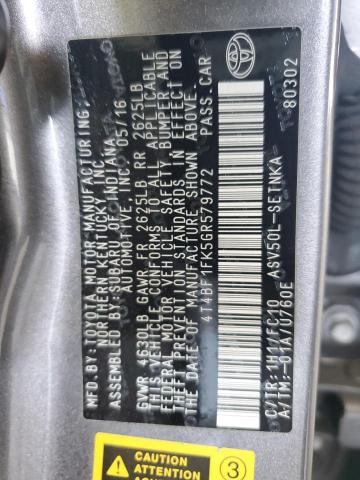 MFD.BY: TOYOTA MOTOR MANUFACTURING,
NORTHERN KENTUCKY INC.
ASSEMBLED: SUBARU OF INDIANA
AUTOMOTIVE, INC. 05/16
GVWR 4630LB GAWR FR 2625LB RR 2625LB
THIS VEHICLE CONFORMS TO ALL APPLICABLE
FEDERAL MOTOR VEHICLE SAFETY, BUMPER, AND
THEFT PREVENTION STANDARDS IN EFFECT ON
THE DATE OF MANUFACTURE SHOWN ABOVE.
4T4BF1FK5GR579772 PASS. CAR
C/TR: 1H1/FC10 ASV50L-SETNKA
A/TM: -01A/U760E 80302
TOYOTA
CAUTION
ATTENTION
3